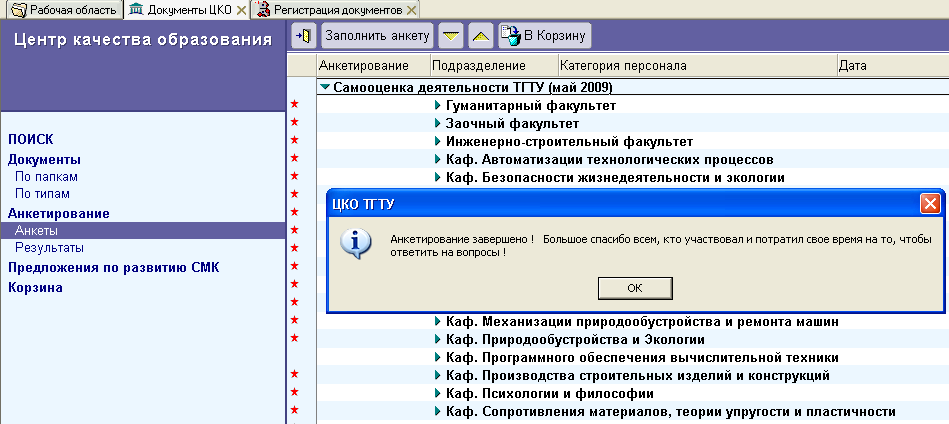 Рабочая область
Документы ЦКО
Регистрация документов
Центр качества образования
Заполнить анкету
В Корзину
Анкетирование
Подразделение
Категория персонала
Дата
ПОИСК
Документы
По папкам
По типам
Анкетирование
Анкеты
Результаты
Предложения по развитию СМК
Корзина
Самооценка деятельности ТГТУ (май 2009)
Гуманитарный факультет
Заочный факультет
Инженерно-строительный факультет
Каф. Автоматизации технологических процессов
Каф. Безопасности жизнедеятельности и экологии
ЦКО ТГТУ
Анкетирование завершено ! Большое спасибо всем, кто участвовал и потратил свое время на то, чтобы
ответить на вопросы !
OK
Каф. Механизации природообустройства и ремонта машин
Каф. Природообустройства и Экологии
Каф. Программного обеспечения вычислительной техники
Каф. Производства строительных изделий и конструкций
Каф. Психологии и философии
Каф. Сопротивления материалов, теории упругости и пластичности